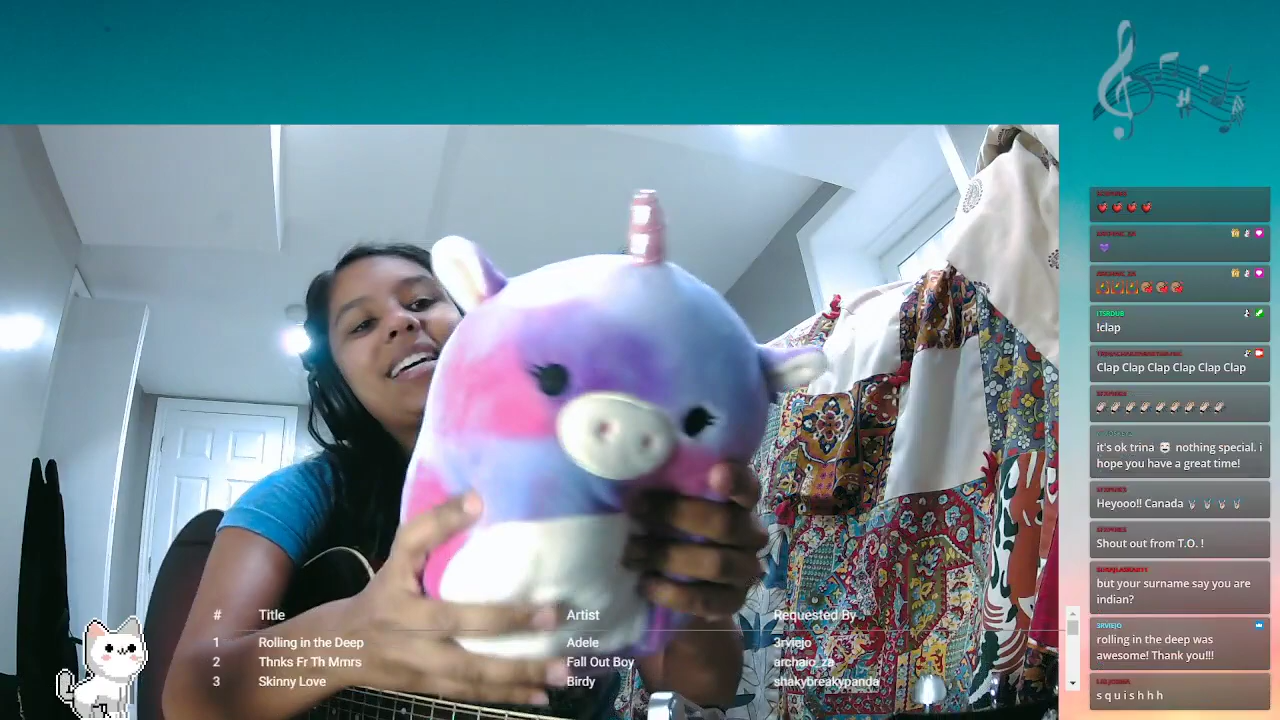 # Title Artist Requested By
1 Rolling in the Deep Adele 3rviejo
2 Thnks Fr Th Mmrs Fall Out Boy archaio_za
3 Skinny Love Birdy shakybreakypanda
ITSRDUB
!clap
Clap Clap Clap Clap Clap Clap
it's ok trina nothing special. i
hope you have a great time!
Heyooo!! Canada
Shout out from T.O. !
but your surname say you are
indian?
3RVIEJO
rolling in the deep was
awesome! Thank you!!!
s q u i s h h h